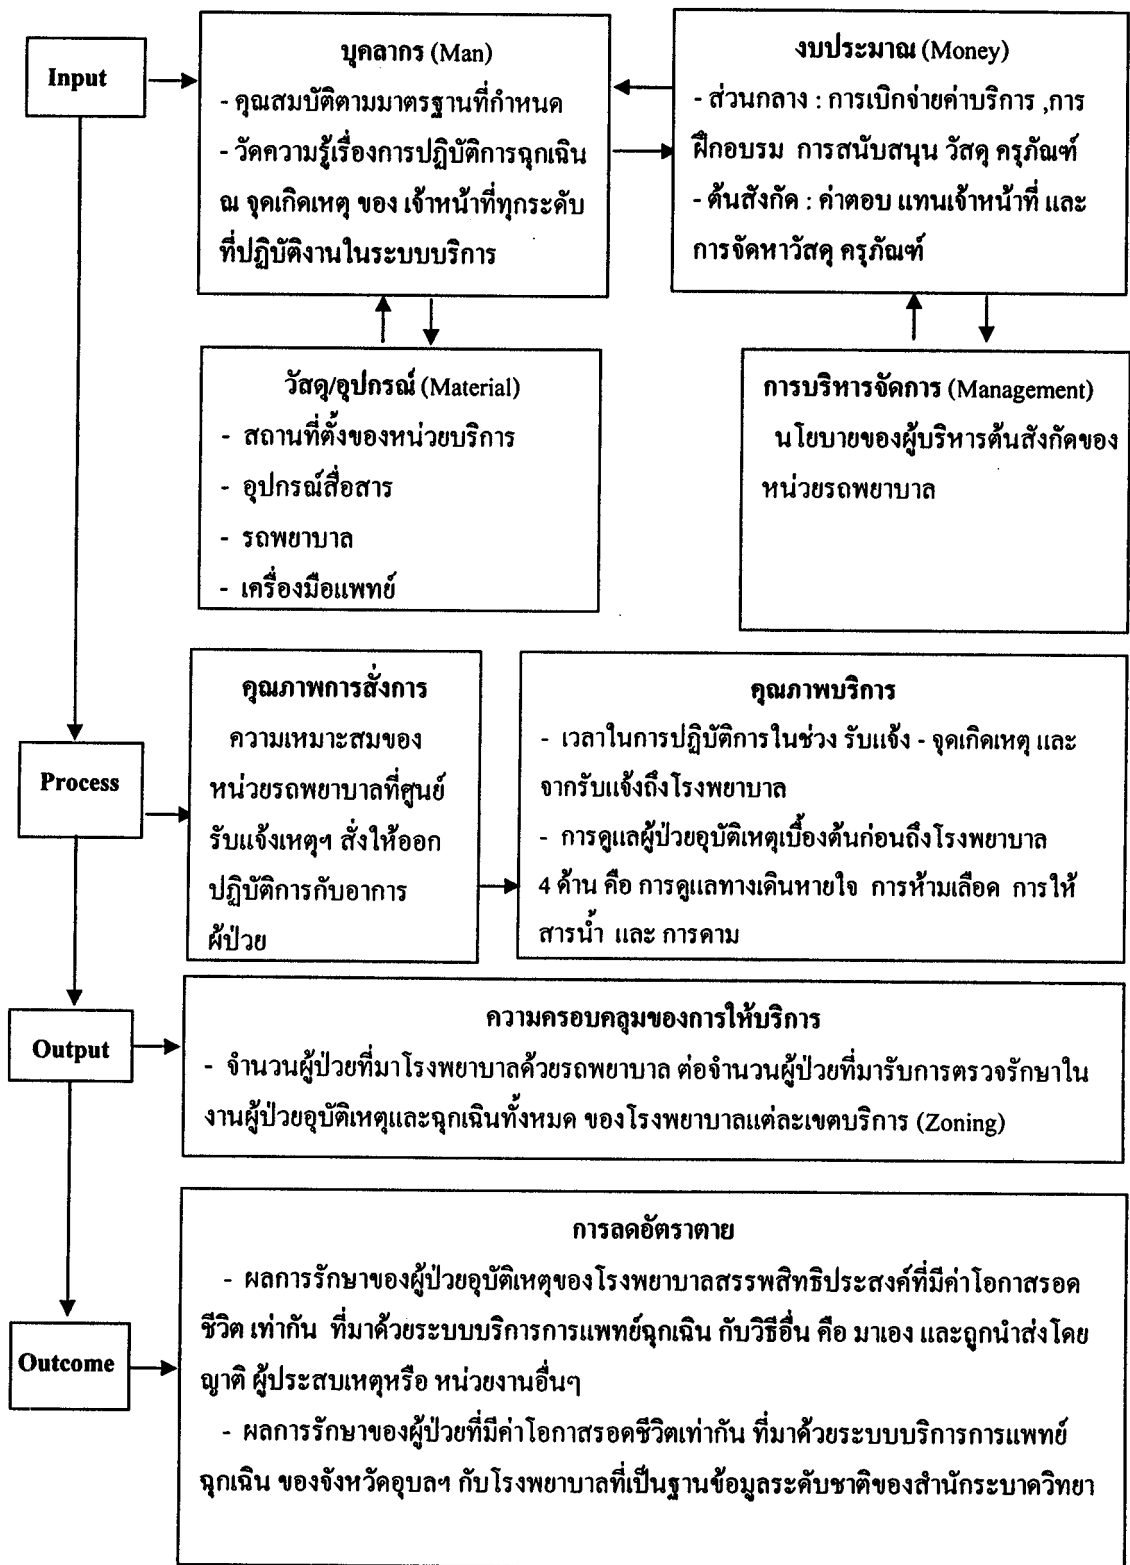 Input
บุคลากร (Man)
- คุณสมบัติตามมาตรฐานที่กำหนด
- วัดความรู้เรื่องการปฏิบัติการฉุกเฉิน
ณ จุดเกิดเหตุ ของ เจ้าหน้าที่ทุกระดับ
ที่ปฏิบัติงานในระบบบริการ
งบประมาณ (Money)
- ส่วนกลาง : การเบิกจ่ายค่าบริการ ,การ
ฝึกอบรม การสนับสนุน วัสดุ ครุภัณฑ์
- ต้นสังกัด : ค่าตอบ แทนเจ้าหน้าที่ และ
การจัดหาวัสดุ ครุภัณฑ์
วัสดุ/อุปกรณ์ (Material)
- สถานที่ตั้งของหน่วยบริการ
- อุปกรณ์สื่อสาร
- รถพยาบาล
- เครื่องมือแพทย์
การบริหารจัดการ (Management)
นโยบายของผู้บริหารต้นสังกัดของ
หน่วยรถพยาบาล
Process
คุณภาพการสั่งการ
ความเหมาะสมของ
หน่วยรถพยาบาลที่ศูนย์
รับแจ้งเหตุฯ สั่งให้ออก
ปฏิบัติการกับอาการ
ผู้ป่วย
คุณภาพบริการ
- เวลาในการปฏิบัติการในช่วง รับแจ้ง - จุดเกิดเหตุ และ
จากรับแจ้งถึงโรงพยาบาล
- การดูแลผู้ป่วยอุบัติเหตุเบื้องต้นก่อนถึงโรงพยาบาล
4 ด้าน คือ การดูแลทางเดินหายใจ การห้ามเลือด การให้
สารน้ำ และ การดาม
Output
ความครอบคลุมของการให้บริการ
- จำนวนผู้ป่วยที่มาโรงพยาบาลด้วยรถพยาบาล ต่อจำนวนผู้ป่วยที่มารับการตรวจรักษาใน
งานผู้ป่วยอุบัติเหตุและฉุกเฉินทั้งหมด ของโรงพยาบาลแต่ละเขตบริการ (Zoning)
Outcome
การลดอัตราตาย
- ผลการรักษาของผู้ป่วยอุบัติเหตุของโรงพยาบาลสรรพสิทธิประสงค์ที่มีค่าโอกาสรอด
ชีวิต เท่ากัน ที่มาด้วยระบบบริการการแพทย์ฉุกเฉิน กับวิธีอื่น คือ มาเอง และถูกนำส่งโดย
ญาติ ผู้ประสบเหตุหรือ หน่วยงานอื่นๆ
- ผลการรักษาของผู้ป่วยที่มีค่าโอกาสรอดชีวิตเท่ากัน ที่มาด้วยระบบบริการการแพทย์
ฉุกเฉิน ของจังหวัดอุบลฯ กับโรงพยาบาลที่เป็นฐานข้อมูลระดับชาติของสำนักระบาดวิทยา